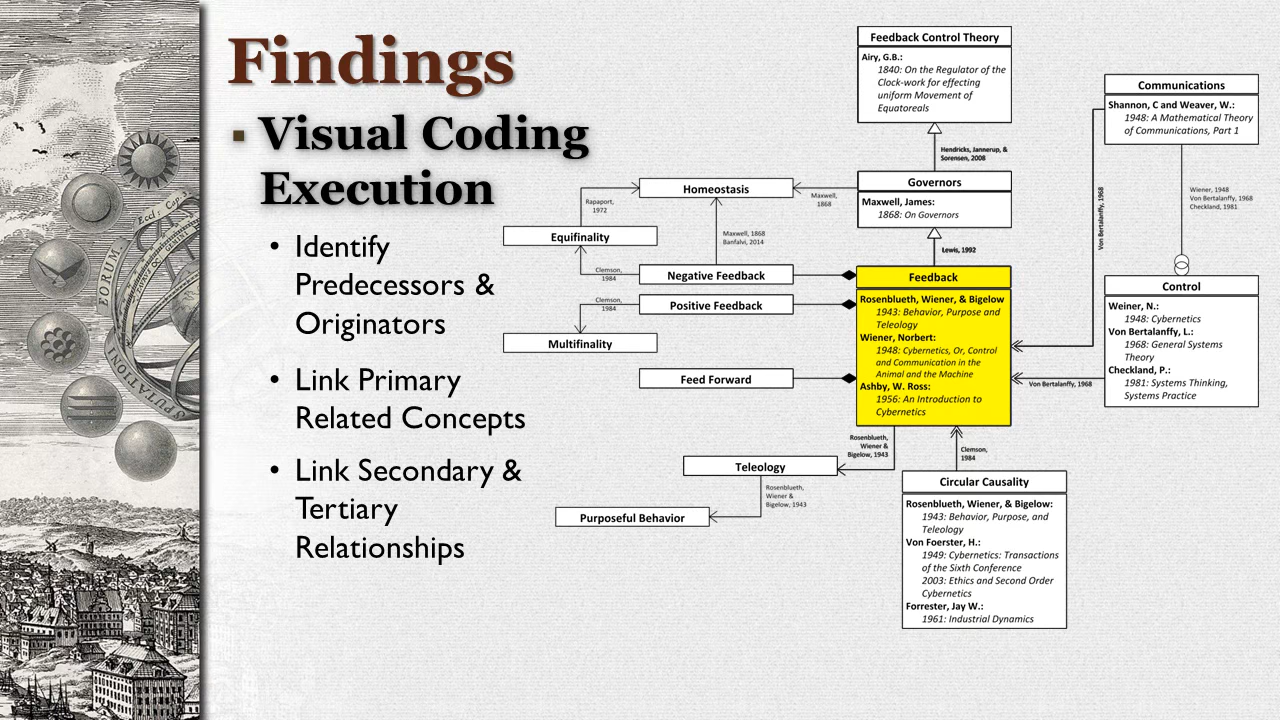 Findings
▪ Visual Coding
Execution
• Identify
Predecessors &
Originators
• Link Primary
Related Concepts
• Link Secondary &
Tertiary
Relationships
Feedback Control Theory
Airy, G.B.:
1840: On the Regulator of the
Clock-work for effecting
uniform Movement of
Equatoreals
Hendricks, Jannerup, &
Sorensen, 2008
Communications
Shannon, C and Weaver, W.:
1948: A Mathematical Theory
of Communications, Part 1
Governors
Maxwell, James:
1868: On Governors
Homeostasis
Maxwell,
1868
Rapaport,
1972
Wiener, 1948
Von Bertalanffy, 1968
Checkland, 1981
Von Bertalanffy, 1968
Equifinality
Maxwell, 1868
Banfalvi, 2014
Lewis, 1992
Clemson,
1984
Negative Feedback
Feedback
Rosenblueth, Wiener, & Bigelow
1943: Behavior, Purpose and
Teleology
Wiener, Norbert:
1948: Cybernetics, Or, Control
and Communication in the
Animal and the Machine
Ashby, W. Ross:
1956: An Introduction to
Cybernetics
Control
Weiner, N.:
1948: Cybernetics
Von Bertalanffy, L.:
1968: General Systems
Theory
Checkland, P.:
1981: Systems Thinking,
Systems Practice
Clemson,
1984
Positive Feedback
Multifinality
Feed Forward
Von Bertalanffy, 1968
Rosenblueth,
Wiener &
Bigelow, 1943
Clemson,
1984
Teleology
Rosenblueth,
Wiener &
Bigelow, 1943
Purposeful Behavior
Circular Causality
Rosenblueth, Wiener, & Bigelow:
1943: Behavior, Purpose, and
Teleology
Von Foerster, H.:
1949: Cybernetics: Transactions
of the Sixth Conference
2003: Ethics and Second Order
Cybernetics
Forrester, Jay W.:
1961: Industrial Dynamics